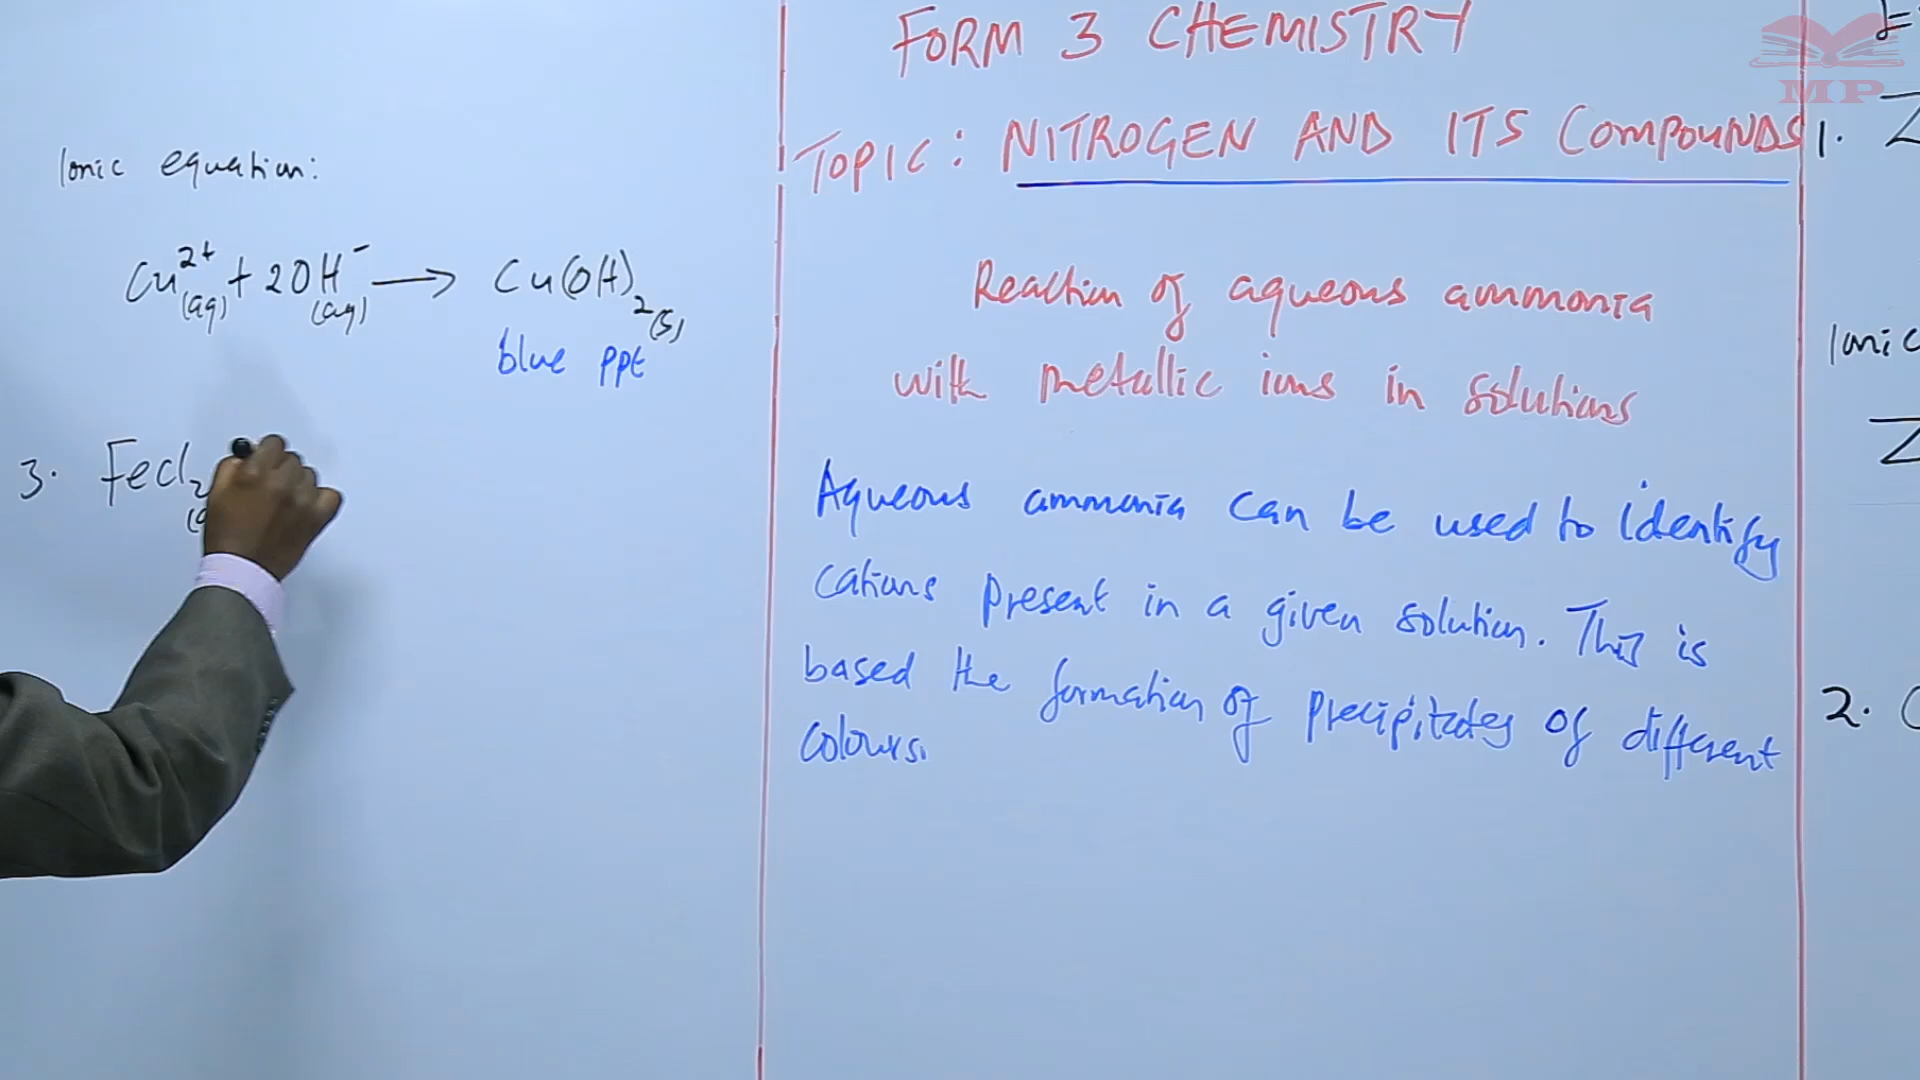 Ionic equation:
Cu²⁺(aq) + 2OH⁻(aq) ⟶ Cu(OH)₂(s)
blue ppt
3. FeCl₂
FORM 3 CHEMISTRY
TOPIC: NITROGEN AND ITS COMPOUNDS
Reaction of aqueous ammonia
with metallic ions in solutions
Aqueous ammonia can be used to identify
cations present in a given solution. This is
based the formation of precipitates of different
colours.
MP
1.
Ionic
2.